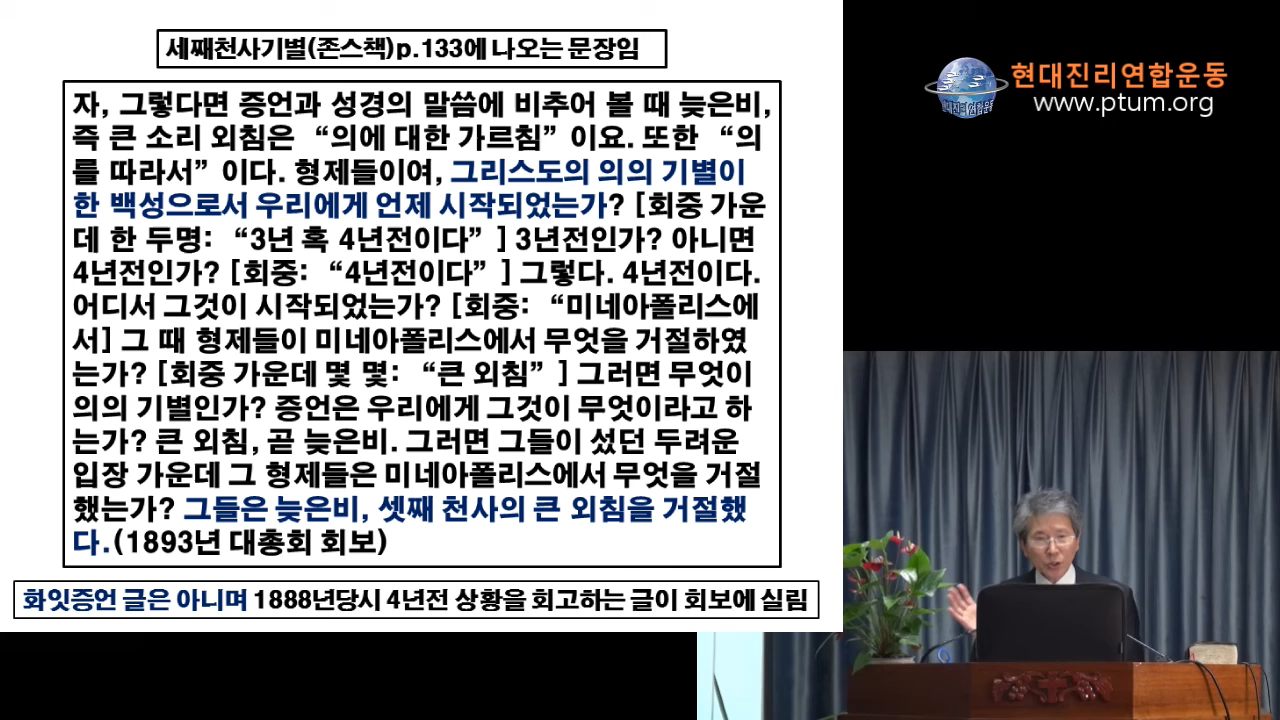 세째천사기별(존스책)p.133에 나오는 문장임
자, 그렇다면 증언과 성경의 말씀에 비추어 볼 때 늦은비,
즉 큰 소리 외침은 “의에 대한 가르침” 이요. 또한 “의
를 따라서” 이다. 형제들이여, 그리스도의 의의 기별이
한 백성으로서 우리에게 언제 시작되었는가? [회중 가운
데 한 두명: “3년 혹 4년전이다” ] 3년전인가? 아니면
4년전인가? [회중: “4년전이다” ] 그렇다. 4년전이다.
어디서 그것이 시작되었는가? [회중: “미네아폴리스에
서] 그 때 형제들이 미네아폴리스에서 무엇을 거절하였
는가? [회중 가운데 몇 몇: “큰 외침” ] 그러면 무엇이
의의 기별인가? 증언은 우리에게 그것이 무엇이라고 하
는가? 큰 외침, 곧 늦은비. 그러면 그들이 섰던 두려운
입장 가운데 그 형제들은 미네아폴리스에서 무엇을 거절
했는가? 그들은 늦은비, 셋째 천사의 큰 외침을 거절했
다.(1893년 대총회 회보)
화잇증언 글은 아니며 1888년당시 4년전 상황을 회고하는 글이 회보에 실림
현대진리연합운동
www.ptum.org
현대진리연합운동